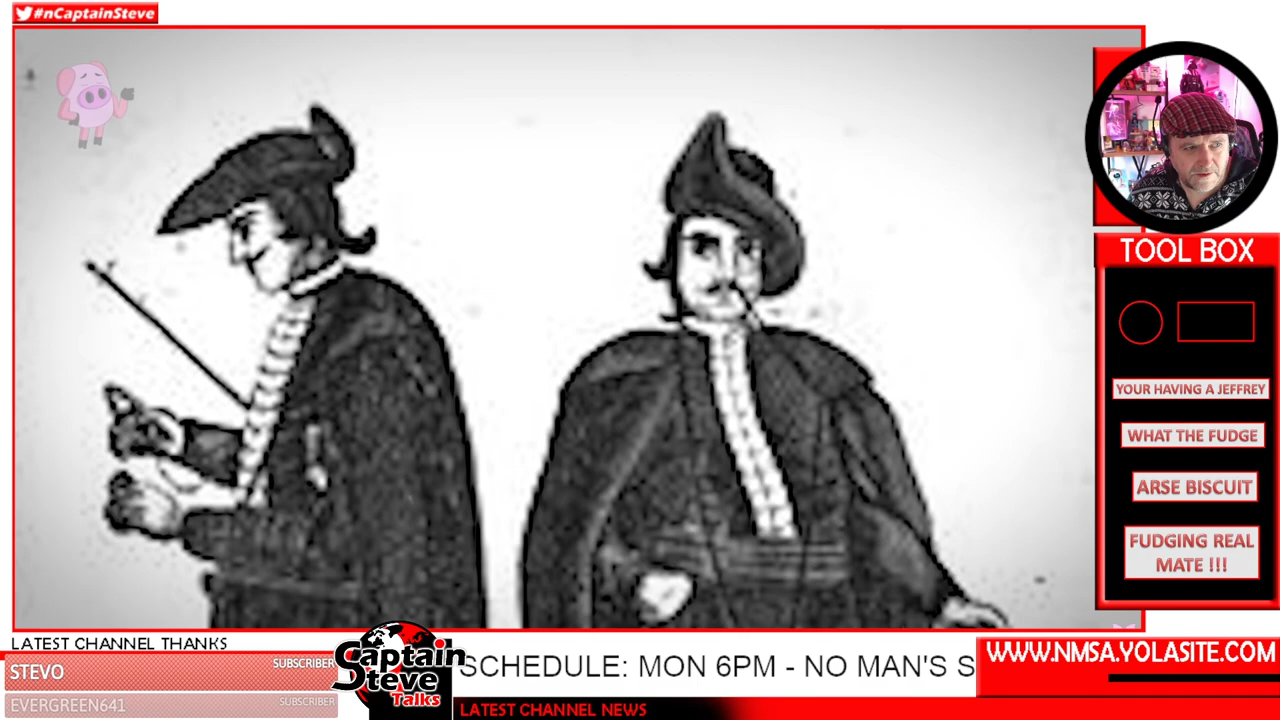 #nCaptainSteve
TOOL BOX
YOUR HAVING A JEFFREY
WHAT THE FUDGE
ARSE BISCUIT
FUDGING REAL
MATE !!!
LATEST CHANNEL THANKS
STEVO
SUBSCRIBER
EVERGREEN641
SUBSCRIBER
Captain
Steve
Talks
SCHEDULE: MON 6PM - NO MAN'S S
LATEST CHANNEL NEWS
WWW.NMSA.YOLASITE.COM